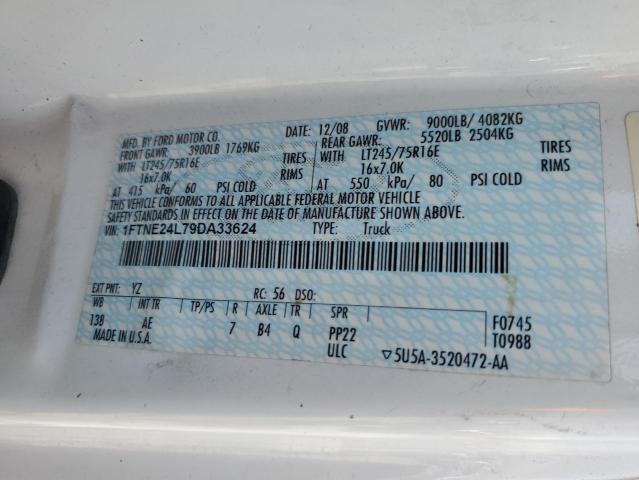 MFD. BY FORD MOTOR CO. DATE: 12/08 GVWR: 9000LB/ 4082KG
FRONT GAWR: 3900LB 1769KG REAR GAWR: 5520LB 2504KG
WITH LT245/75R16E TIRES WITH LT245/75R16E TIRES
16x7.0K RIMS 16x7.0K RIMS
AT 415 kPa/ 60 PSI COLD AT 550 kPa/ 80 PSI COLD
THIS VEHICLE CONFORMS TO ALL APPLICABLE FEDERAL MOTOR VEHICLE
SAFETY STANDARDS IN EFFECT ON THE DATE OF MANUFACTURE SHOWN ABOVE.
VIN: 1FTNE24L79DA33624 TYPE: Truck
EXT PNT: YZ RC: 56 DSO:
WB INT TR TP/PS R AXLE TR SPR F0745
138 AE 7 B4 Q PP22 T0988
MADE IN U.S.A. ULC ▽5U5A-3520472-AA